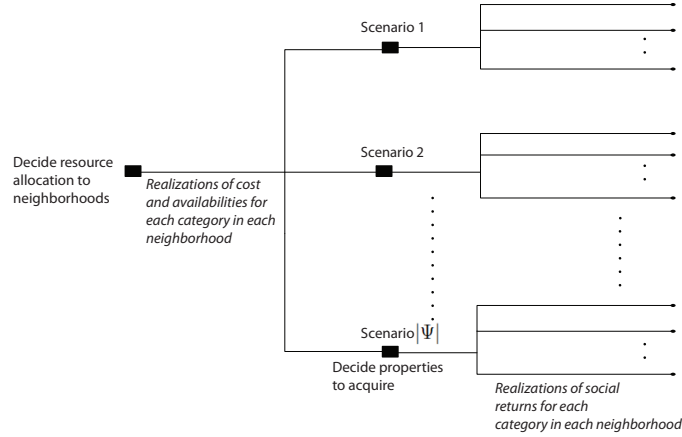 Scenario 1
Scenario 2
Decide resource
allocation to
neighborhoods
Realizations of cost
and availabilities for
each category in each
neighborhood
Scenario |Ψ|
Decide properties
to acquire
Realizations of social
returns for each
category in each neighborhood